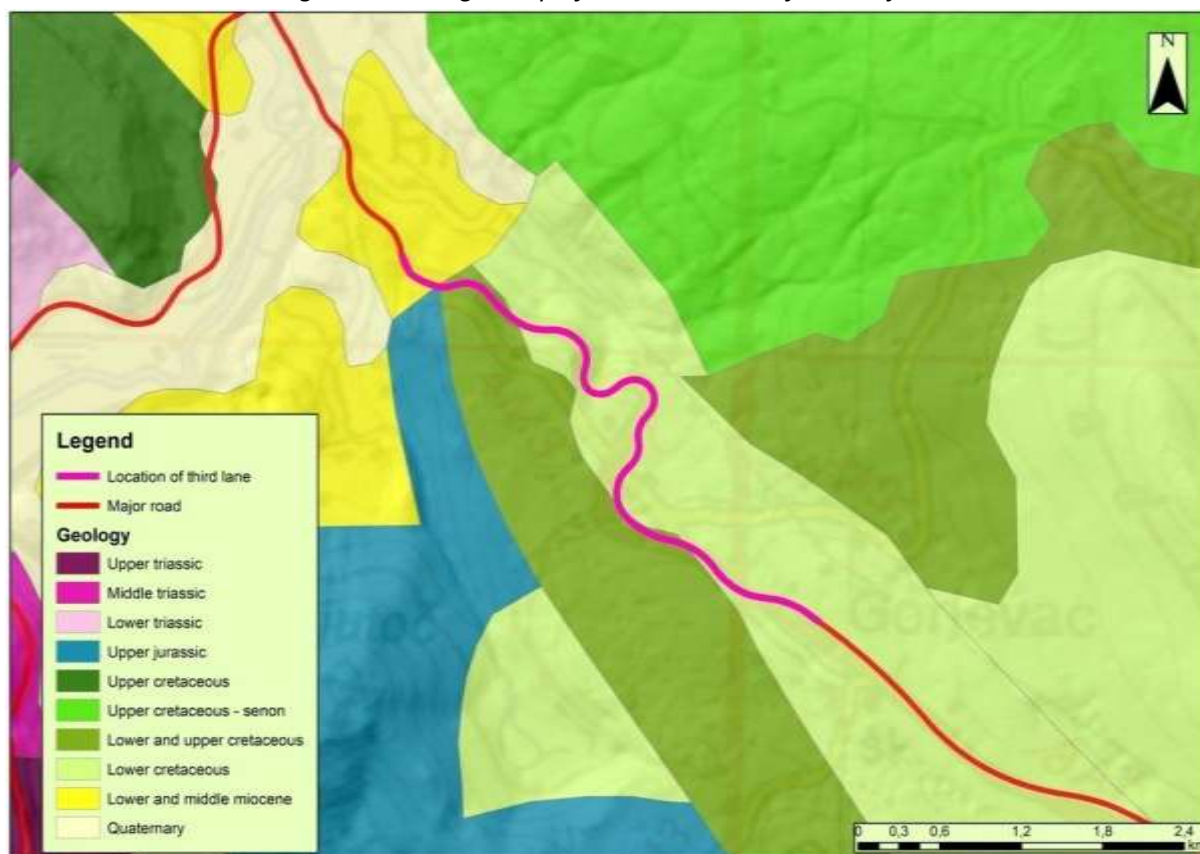 N
Legend
Location of third lane
Major road
Geology
Upper triassic
Middle triassic
Lower triassic
Upper jurassic
Upper cretaceous
Upper cretaceous - senon
Lower and upper cretaceous
Lower cretaceous
Lower and middle miocene
Quaternary
0 0,3 0,6 1,2 1,8 2,4